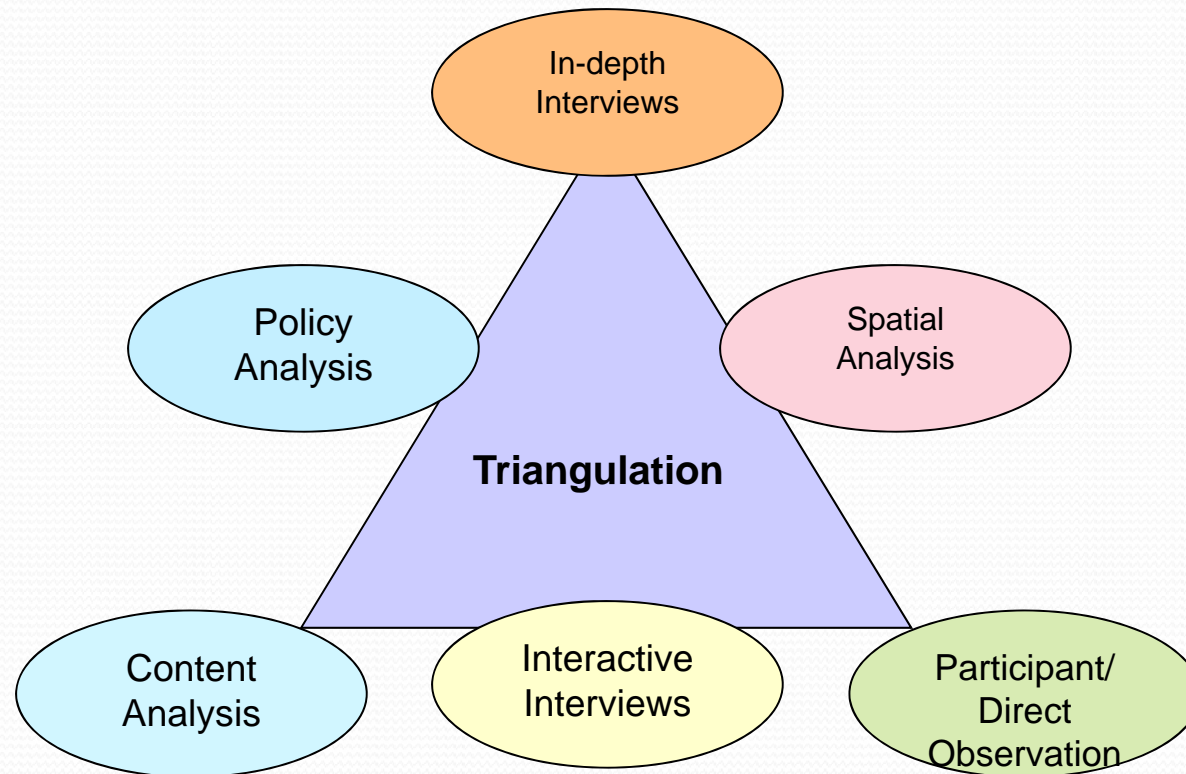 In-depth
Interviews
Policy
Analysis
Spatial
Analysis
Triangulation
Content
Analysis
Interactive
Interviews
Participant/
Direct
Observation